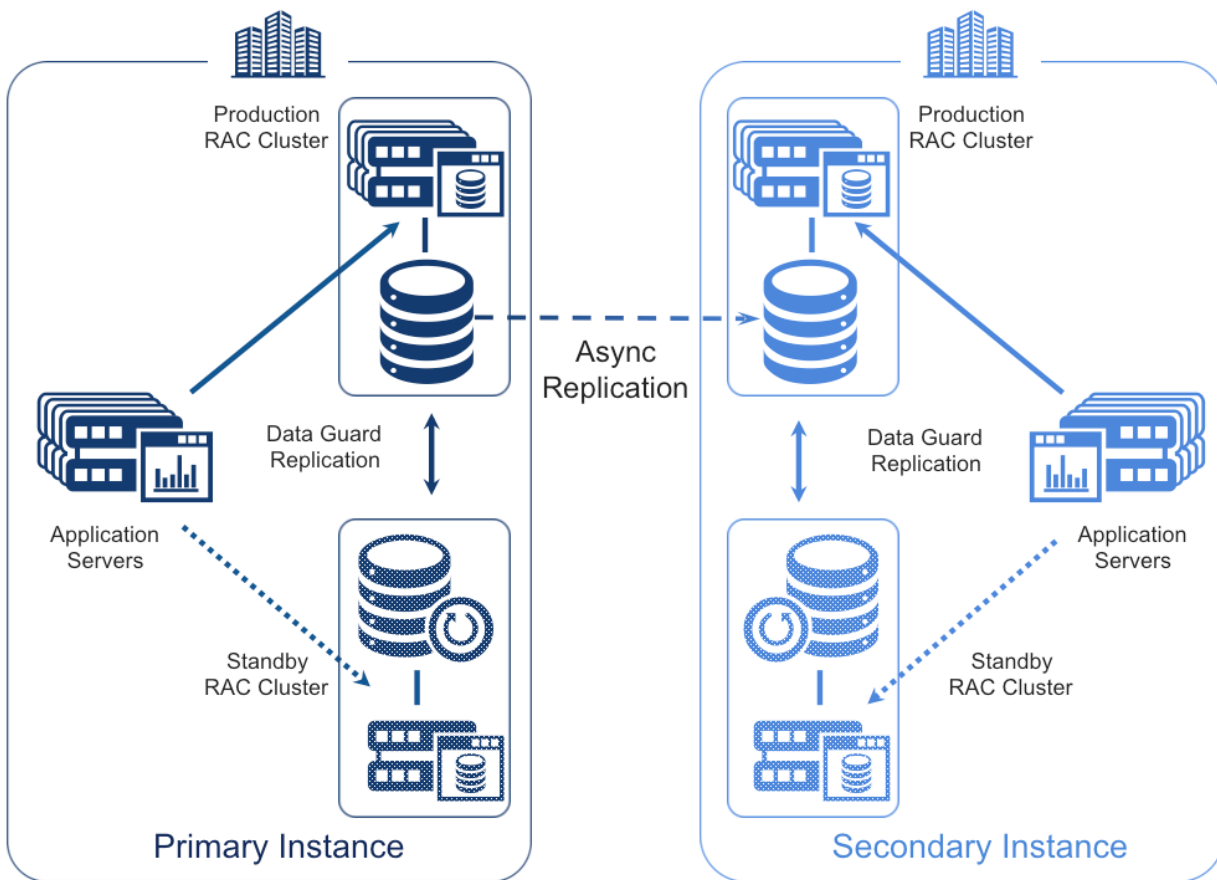 Production
RAC Cluster
Production
RAC Cluster
Async
Replication
Data Guard
Replication
Data Guard
Replication
Application
Servers
Application
Servers
Standby
RAC Cluster
Standby
RAC Cluster
Primary Instance
Secondary Instance